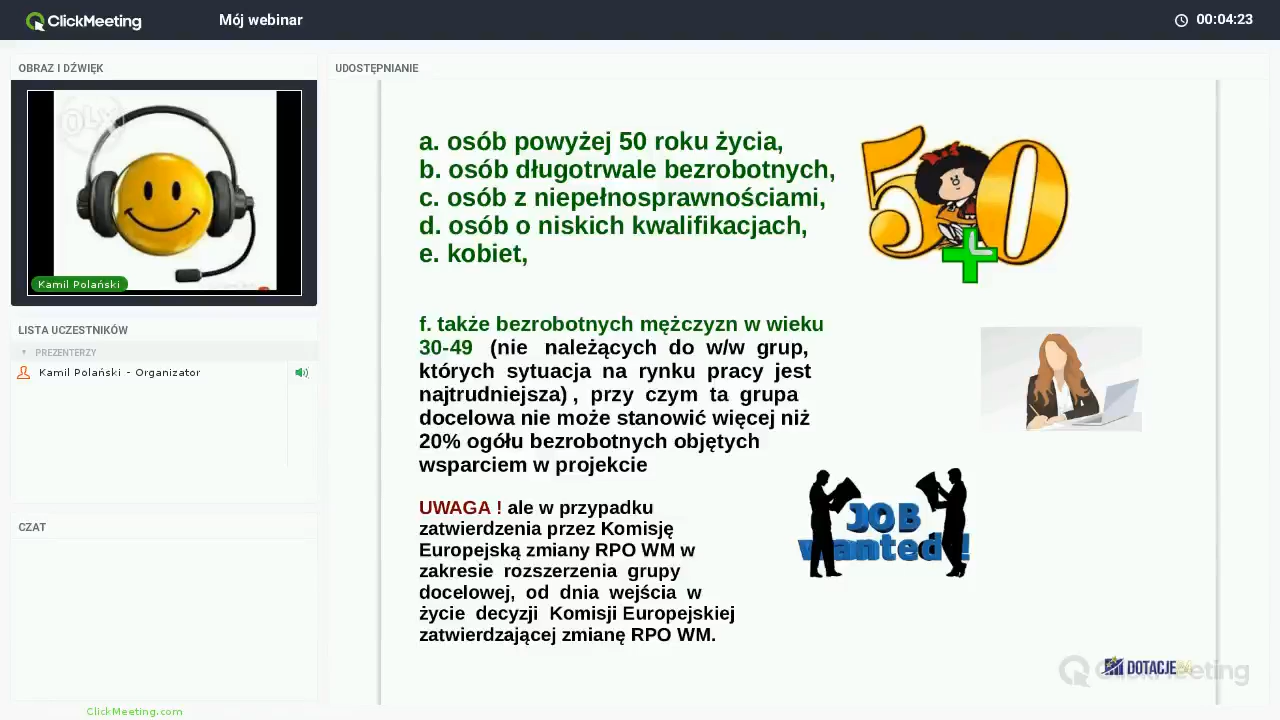 ClickMeeting
Mój webinar
00:04:23
OBRAZ I DŹWIĘK
OLX
Kamil Polański
LISTA UCZESTNIKÓW
PREZENTERZY
Kamil Polański - Organizator
CZAT
ClickMeeting.com
UDOSTĘPNIANIE
a. osób powyżej 50 roku życia,
b. osób długotrwale bezrobotnych,
c. osób z niepełnosprawnościami,
d. osób o niskich kwalifikacjach,
e. kobiet,
50
f. także bezrobotnych mężczyzn w wieku
30-49 (nie należących do w/w grup,
których sytuacja na rynku pracy jest
najtrudniejsza) , przy czym ta grupa
docelowa nie może stanowić więcej niż
20% ogółu bezrobotnych objętych
wsparciem w projekcie
UWAGA ! ale w przypadku
zatwierdzenia przez Komisję
Europejską zmiany RPO WM w
zakresie rozszerzenia grupy
docelowej, od dnia wejścia w
życie decyzji Komisji Europejskiej
zatwierdzającej zmianę RPO WM.
JOB
wanted !
DOTACJE
ClickMeeting